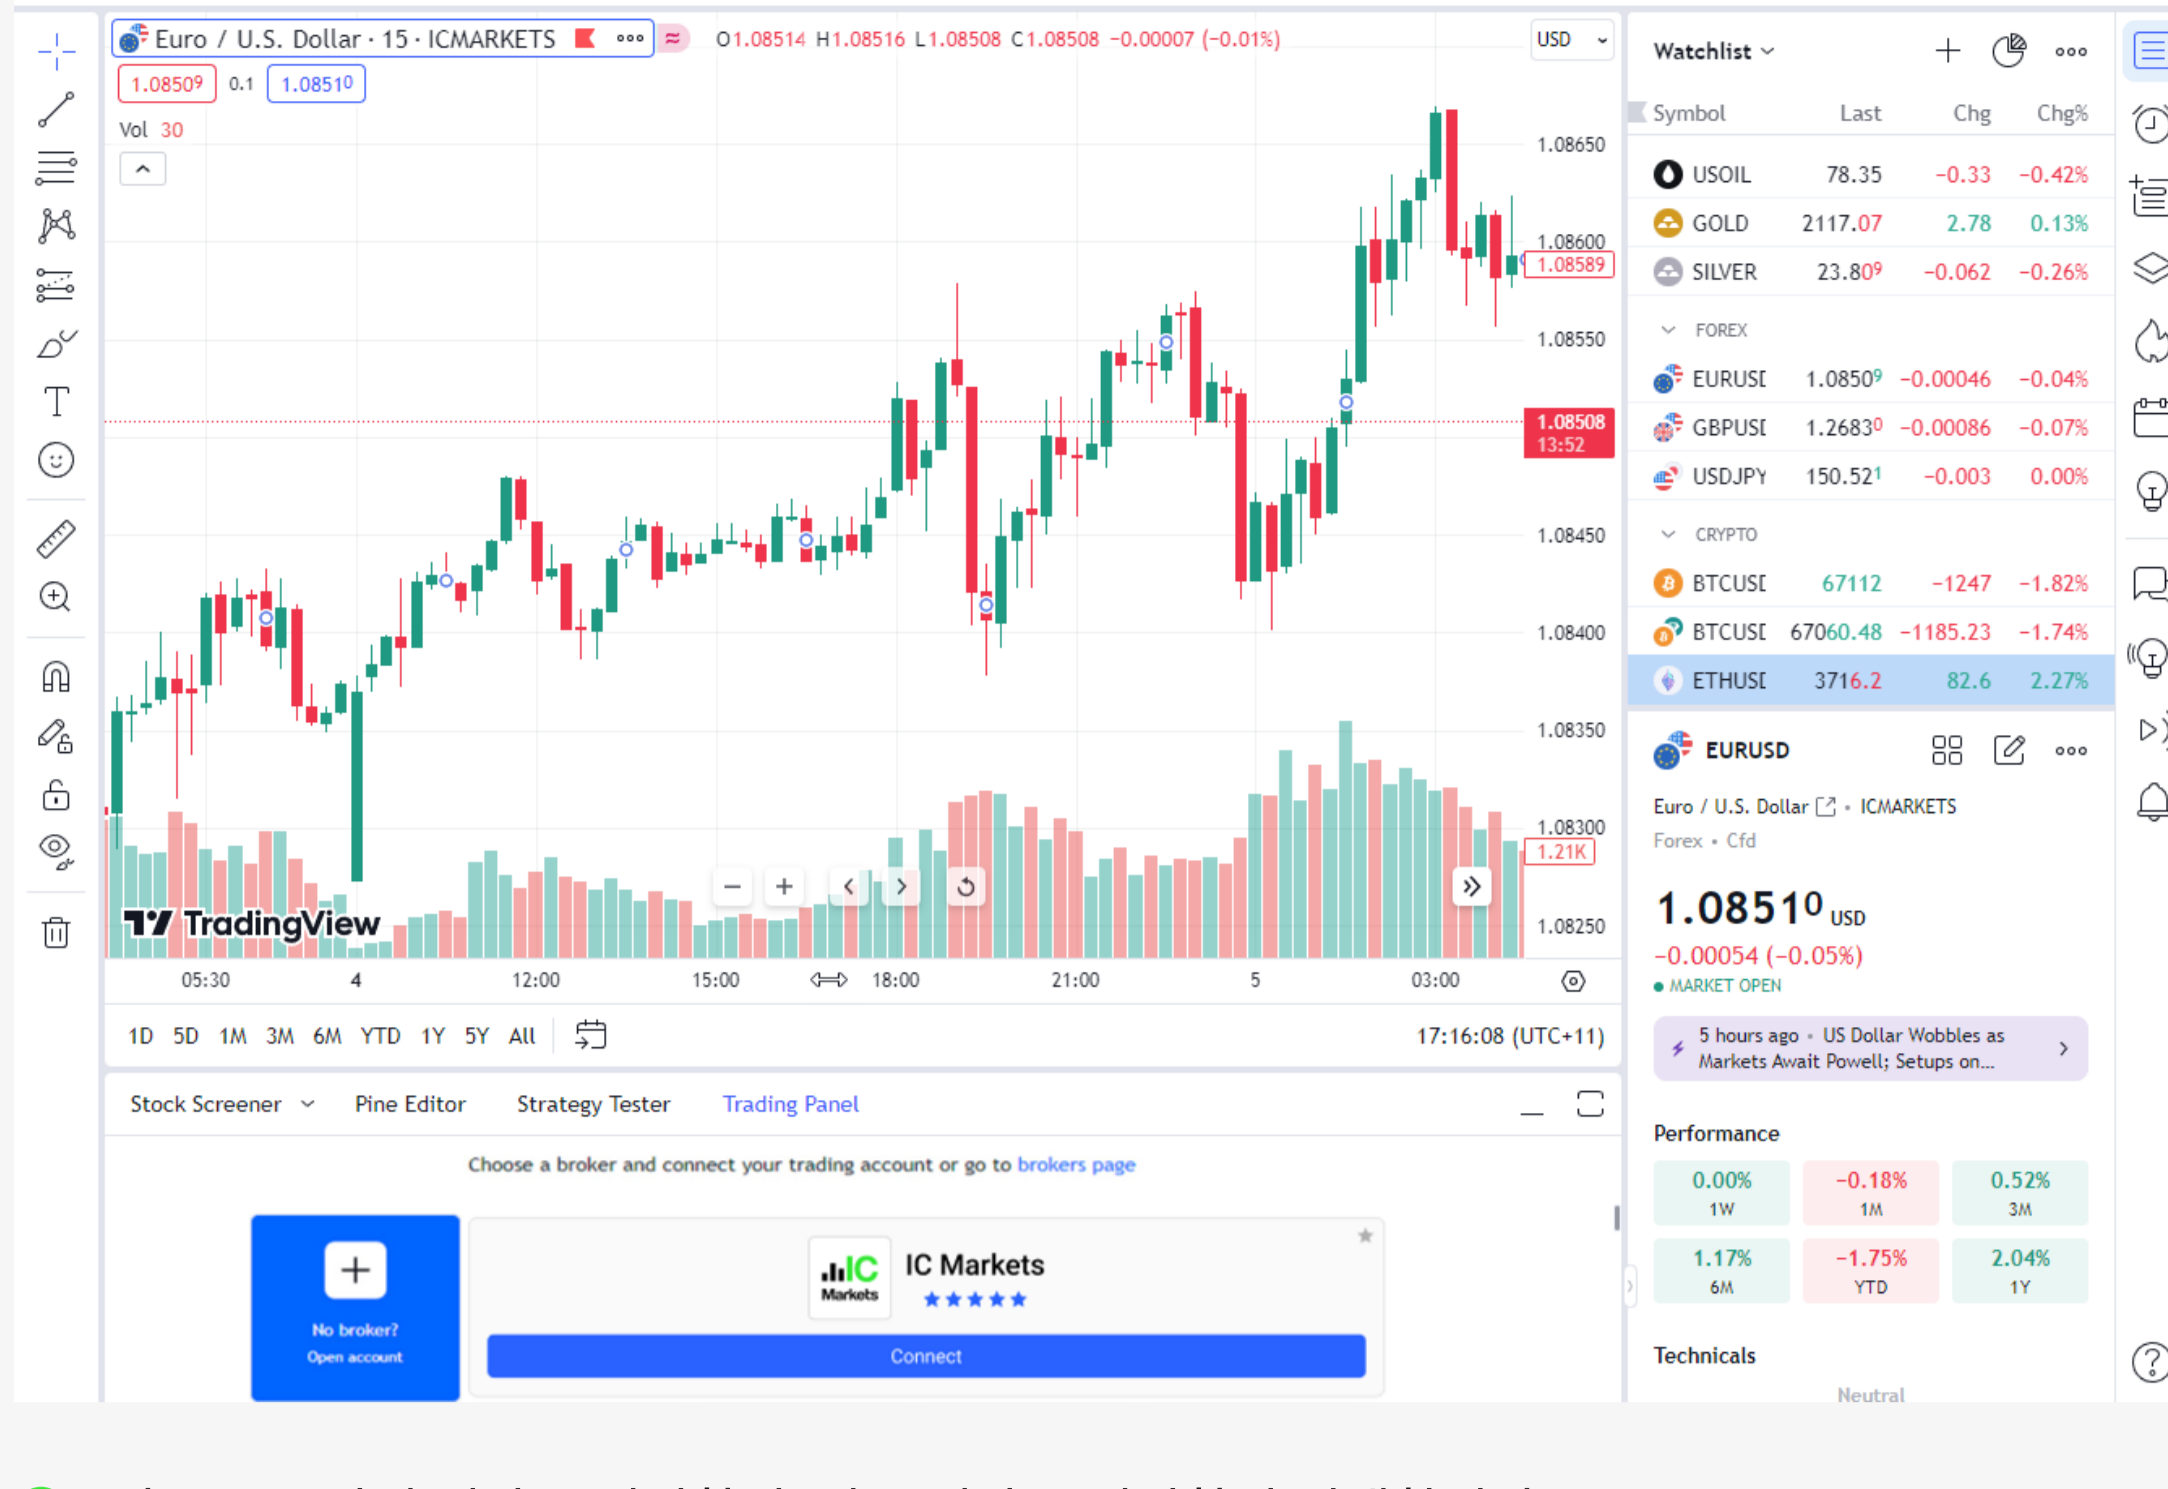 Euro / U.S. Dollar · 15 · ICMARKETS
O1.08514 H1.08516 L1.08508 C1.08508 −0.00007 (−0.01%)
USD
1.08509 0.1 1.08510
Vol 30
1.08650
1.08600
1.08589
1.08550
1.08508
13:52
1.08450
1.08400
1.08350
1.08300
1.21K
1.08250
TradingView
05:30 4 12:00 15:00 18:00 21:00 5 03:00
1D 5D 1M 3M 6M YTD 1Y 5Y All
17:16:08 (UTC+11)
Stock Screener Pine Editor Strategy Tester Trading Panel
Choose a broker and connect your trading account or go to brokers page
No broker?
Open account
IC
Markets
IC Markets
Connect
Watchlist
Symbol Last Chg Chg%
USOIL 78.35 −0.33 −0.42%
GOLD 2117.07 2.78 0.13%
SILVER 23.809 −0.062 −0.26%
FOREX
EURUSD 1.08509 −0.00046 −0.04%
GBPUSD 1.26830 −0.00086 −0.07%
USDJPY 150.521 −0.003 0.00%
CRYPTO
BTCUSD 67112 −1247 −1.82%
BTCUSD 67060.48 −1185.23 −1.74%
ETHUSD 3716.2 82.6 2.27%
EURUSD
Euro / U.S. Dollar • ICMARKETS
Forex • Cfd
1.08510 USD
−0.00054 (−0.05%)
MARKET OPEN
5 hours ago • US Dollar Wobbles as
Markets Await Powell; Setups on...
Performance
0.00% −0.18% 0.52%
1W 1M 3M
1.17% −1.75% 2.04%
6M YTD 1Y
Technicals
Neutral